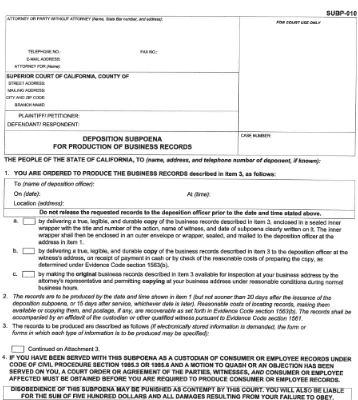 SUBP-010
ATTORNEY OR PARTY WITHOUT ATTORNEY (Name, State Bar number, and address):
FOR COURT USE ONLY
TELEPHONE NO.: FAX NO.:
E-MAIL ADDRESS:
ATTORNEY FOR (Name):
SUPERIOR COURT OF CALIFORNIA, COUNTY OF
STREET ADDRESS:
MAILING ADDRESS:
CITY AND ZIP CODE:
BRANCH NAME:
PLAINTIFF/ PETITIONER:
DEFENDANT/ RESPONDENT:
DEPOSITION SUBPOENA
FOR PRODUCTION OF BUSINESS RECORDS
CASE NUMBER:
THE PEOPLE OF THE STATE OF CALIFORNIA, TO (name, address, and telephone number of deponent, if known):
1. YOU ARE ORDERED TO PRODUCE THE BUSINESS RECORDS described in item 3, as follows:
To (name of deposition officer):
On (date): At (time):
Location (address):
Do not release the requested records to the deposition officer prior to the date and time stated above.
a. by delivering a true, legible, and durable copy of the business records described in item 3, enclosed in a sealed inner
wrapper with the title and number of the action, name of witness, and date of subpoena clearly written on it. The inner
wrapper shall then be enclosed in an outer envelope or wrapper, sealed, and mailed to the deposition officer at the
address in item 1.
b. by delivering a true, legible, and durable copy of the business records described in item 3 to the deposition officer at the
witness's address, on receipt of payment in cash or by check of the reasonable costs of preparing the copy, as
determined under Evidence Code section 1563(b).
c. by making the original business records described in item 3 available for inspection at your business address by the
attorney's representative and permitting copying at your business address under reasonable conditions during normal
business hours.
2. The records are to be produced by the date and time shown in item 1 (but not sooner than 20 days after the issuance of the
deposition subpoena, or 15 days after service, whichever date is later). Reasonable costs of locating records, making them
available or copying them, and postage, if any, are recoverable as set forth in Evidence Code section 1563(b). The records shall be
accompanied by an affidavit of the custodian or other qualified witness pursuant to Evidence Code section 1561.
3. The records to be produced are described as follows (if electronically stored information is demanded, the form or
forms in which each type of information is to be produced may be specified):
Continued on Attachment 3.
4. IF YOU HAVE BEEN SERVED WITH THIS SUBPOENA AS A CUSTODIAN OF CONSUMER OR EMPLOYEE RECORDS UNDER
CODE OF CIVIL PROCEDURE SECTION 1985.3 OR 1985.6 AND A MOTION TO QUASH OR AN OBJECTION HAS BEEN
SERVED ON YOU, A COURT ORDER OR AGREEMENT OF THE PARTIES, WITNESSES, AND CONSUMER OR EMPLOYEE
AFFECTED MUST BE OBTAINED BEFORE YOU ARE REQUIRED TO PRODUCE CONSUMER OR EMPLOYEE RECORDS.
DISOBEDIENCE OF THIS SUBPOENA MAY BE PUNISHED AS CONTEMPT BY THIS COURT. YOU WILL ALSO BE LIABLE
FOR THE SUM OF FIVE HUNDRED DOLLARS AND ALL DAMAGES RESULTING FROM YOUR FAILURE TO OBEY.